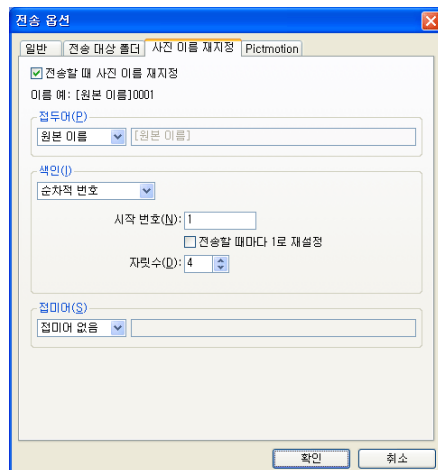 전송 옵션
일반 전송 대상 폴더 사진 이름 재지정 Pictmotion
전송할 때 사진 이름 재지정
이름 예: [원본 이름]0001
접두어(P)
원본 이름 [원본 이름]
색인(I)
순차적 번호
시작 번호(N): 1
전송할 때마다 1로 재설정
자릿수(D): 4
접미어(S)
접미어 없음
확인 취소